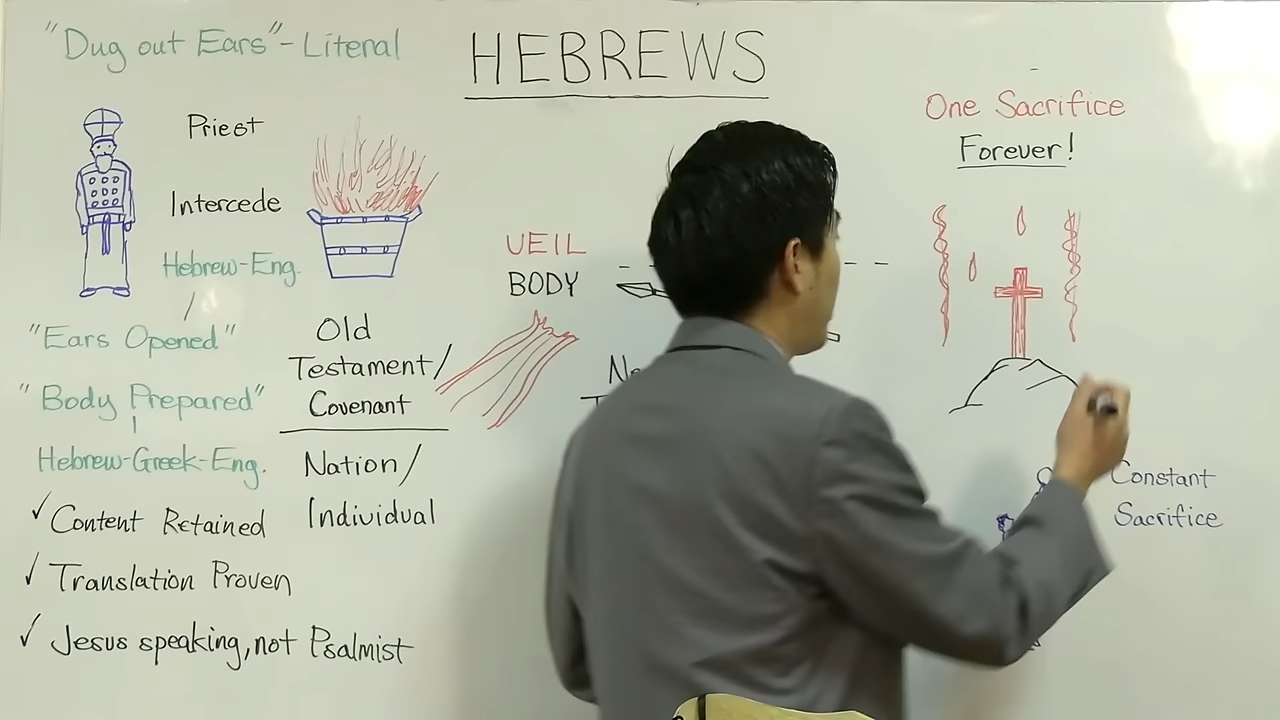 "Dug out Ears"-Literal
HEBREWS
Priest
Intercede
Hebrew-Eng.
"Ears Opened"
"Body Prepared"
Hebrew-Greek-Eng.
✓ Content Retained
✓ Translation Proven
✓ Jesus speaking, not Psalmist
Old
Testament/
Covenant
Nation/
Individual
VEIL
BODY
One Sacrifice
Forever!
Constant
Sacrifice